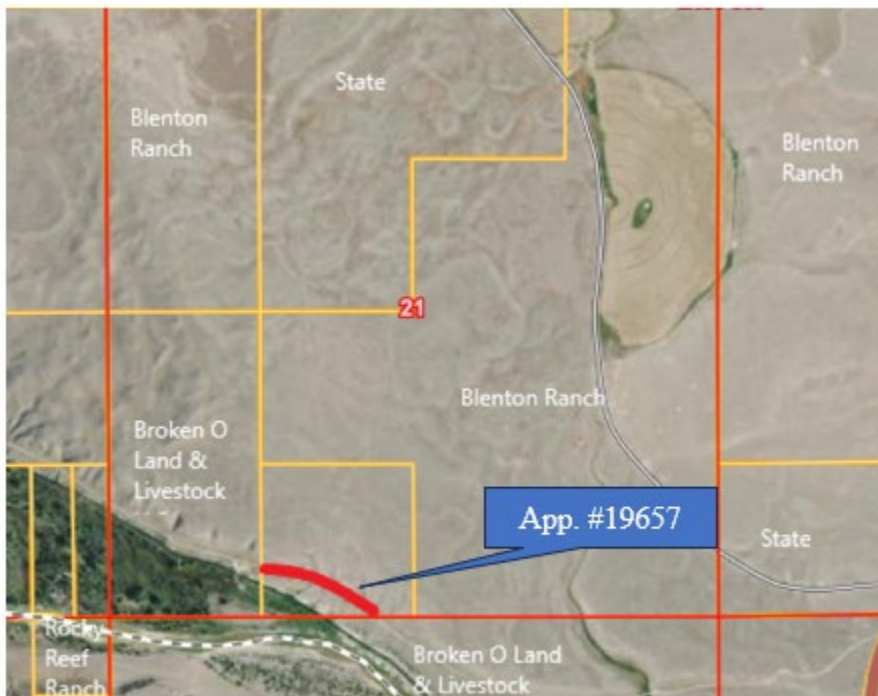 State
Blenton
Ranch
Blenton
Ranch
21
Blenton Ranch
Broken O
Land &
Livestock
App. #19657
State
Rocky
Reef
Ranch
Broken O Land
& Livestock